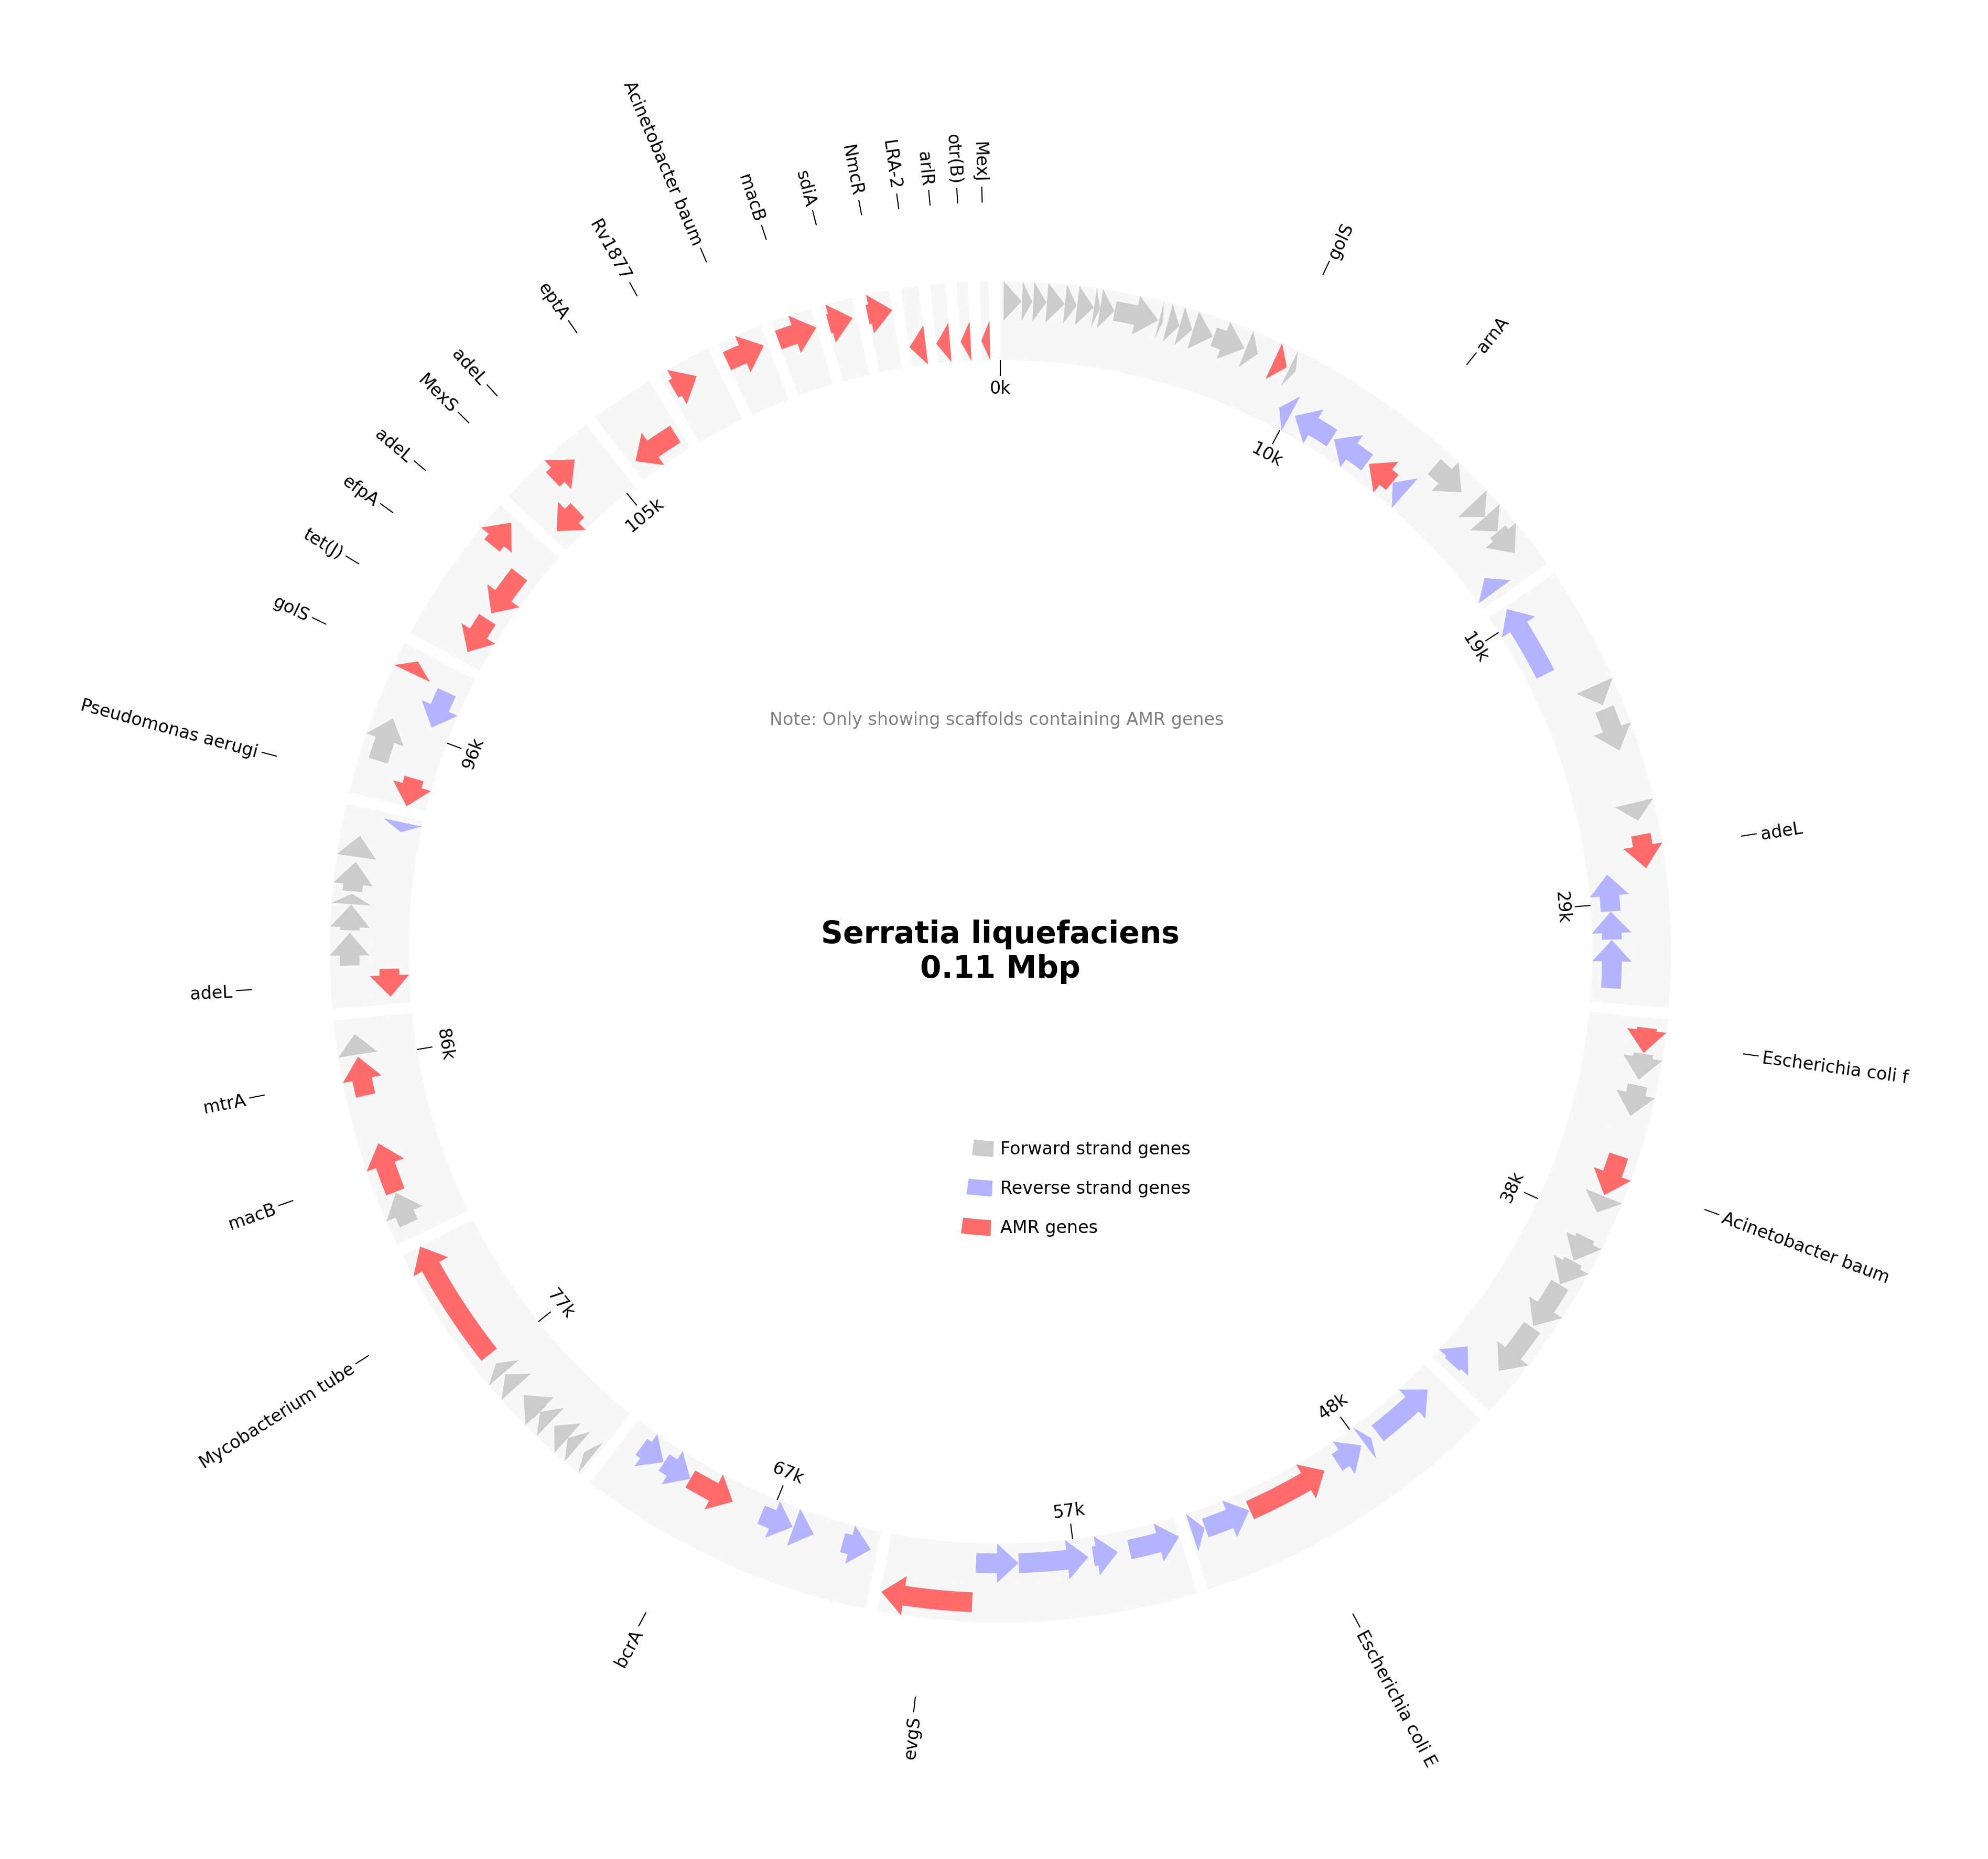 MexJ
otr(B)
arlR
LRA-2
NmcR
sdiA
macB
Acinetobacter baum
Rv1877
eptA
adeL
MexS
adeL
efpA
tet(J)
golS
Pseudomonas aerugi
adeL
mtrA
macB
Mycobacterium tube
bcrA
evgS
Escherichia coli E
Acinetobacter baum
Escherichia coli f
adeL
arnA
golS
0k
10k
19k
29k
38k
48k
57k
67k
77k
86k
96k
105k
Note: Only showing scaffolds containing AMR genes
Serratia liquefaciens
0.11 Mbp
Forward strand genes
Reverse strand genes
AMR genes